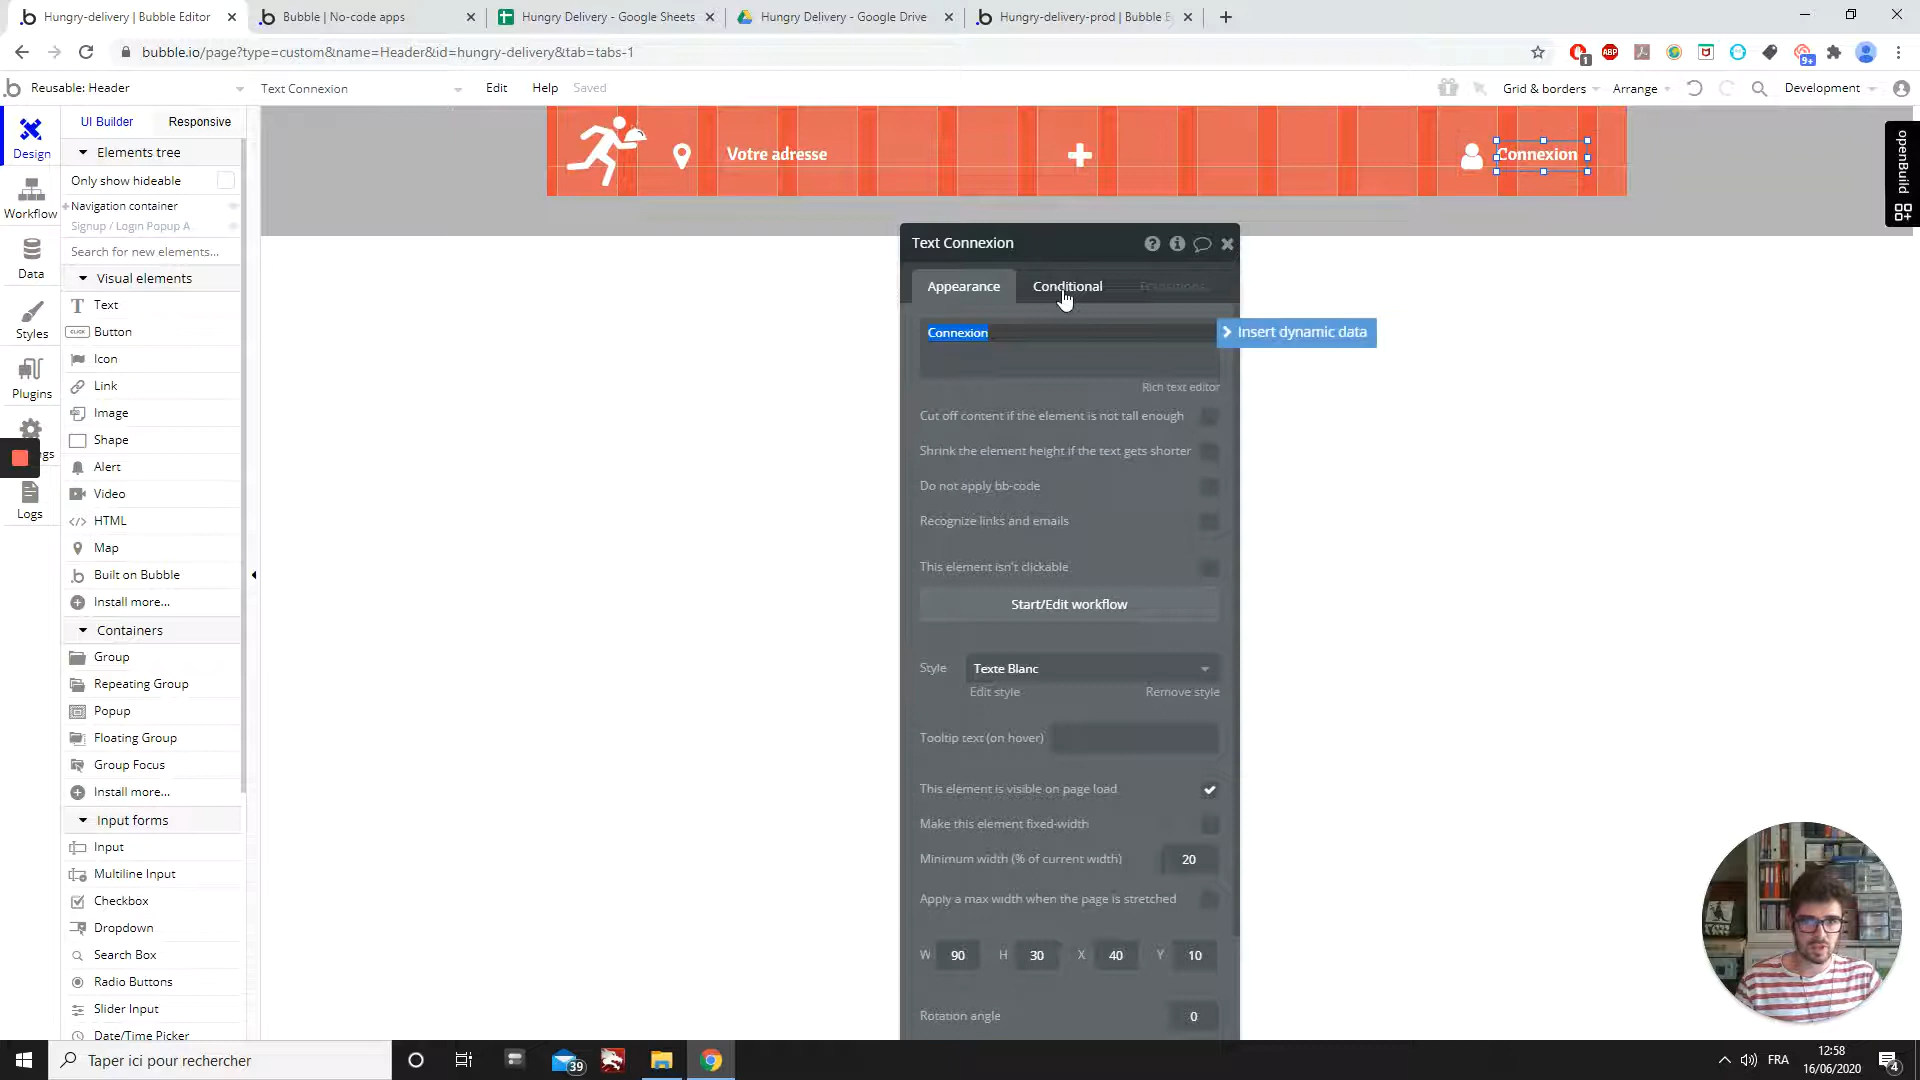 Hungry-delivery | Bubble Editor
Bubble | No-code apps
Hungry Delivery - Google Sheets
Hungry Delivery - Google Drive
Hungry-delivery-prod | Bubble E
bubble.io/page?type=custom&name=Header&id=hungry-delivery&tab=tabs-1
1
ABP
9+
Reusable: Header
Text Connexion
Edit
Help
Saved
Grid & borders
Arrange
Development
Design
Workflow
Data
Styles
Plugins
gs
Logs
UI Builder
Responsive
Elements tree
Only show hideable
Navigation container
Signup / Login Popup A
Search for new elements...
Visual elements
Text
CLICK
Button
Icon
Link
Image
Shape
Alert
Video
HTML
Map
Built on Bubble
Install more...
Containers
Group
Repeating Group
Popup
Floating Group
Group Focus
Install more...
Input forms
Input
Multiline Input
Checkbox
Dropdown
Search Box
Radio Buttons
Slider Input
Date/Time Picker
Votre adresse
Connexion
openBuild
Text Connexion
Appearance
Conditional
Transitions
Connexion
Insert dynamic data
Rich text editor
Cut off content if the element is not tall enough
Shrink the element height if the text gets shorter
Do not apply bb-code
Recognize links and emails
This element isn't clickable
Start/Edit workflow
Style
Texte Blanc
Edit style
Remove style
Tooltip text (on hover)
This element is visible on page load
Make this element fixed-width
Minimum width (% of current width)
20
Apply a max width when the page is stretched
W 90 H 30 X 40 Y 10
Rotation angle
0
Taper ici pour rechercher
39
FRA
12:58
16/06/2020
4